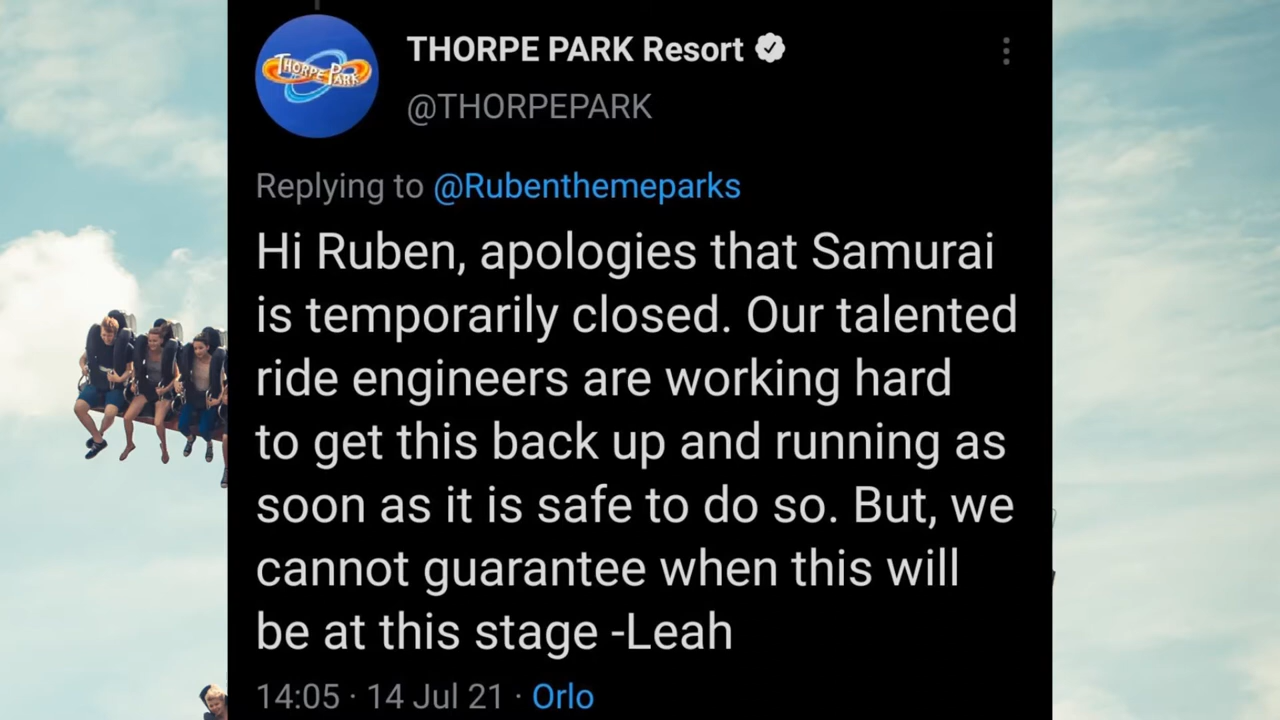 THORPE PARK
THORPE PARK Resort
@THORPEPARK
Replying to @Rubenthemeparks
Hi Ruben, apologies that Samurai
is temporarily closed. Our talented
ride engineers are working hard
to get this back up and running as
soon as it is safe to do so. But, we
cannot guarantee when this will
be at this stage -Leah
14:05 · 14 Jul 21 · Orlo